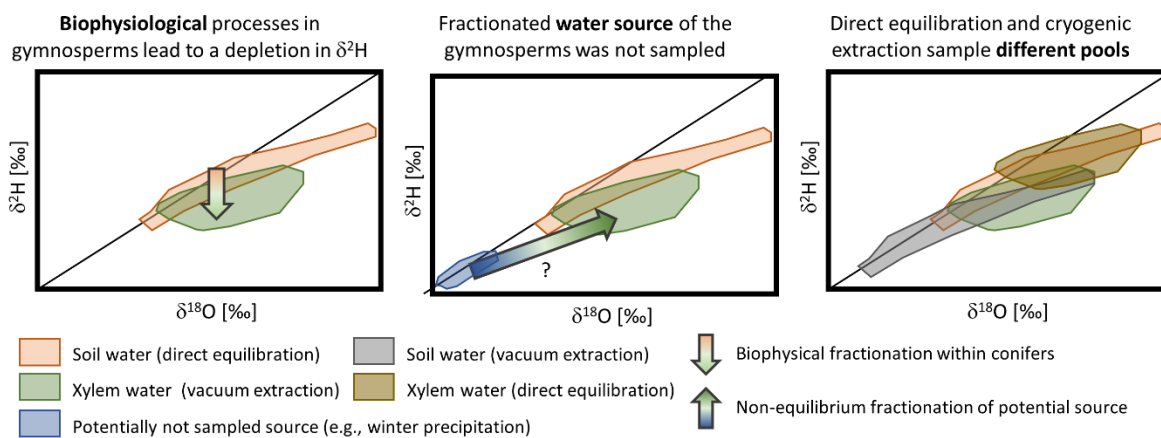 Biophysiological processes in
gymnosperms lead to a depletion in δ²H
Fractionated water source of the
gymnosperms was not sampled
Direct equilibration and cryogenic
extraction sample different pools
δ²H [‰]
δ¹⁸O [‰]
δ²H [‰]
?
δ¹⁸O [‰]
δ²H [‰]
δ¹⁸O [‰]
Soil water (direct equilibration)
Soil water (vacuum extraction)
Biophysical fractionation within conifers
Xylem water (vacuum extraction)
Xylem water (direct equilibration)
Non-equilibrium fractionation of potential source
Potentially not sampled source (e.g., winter precipitation)